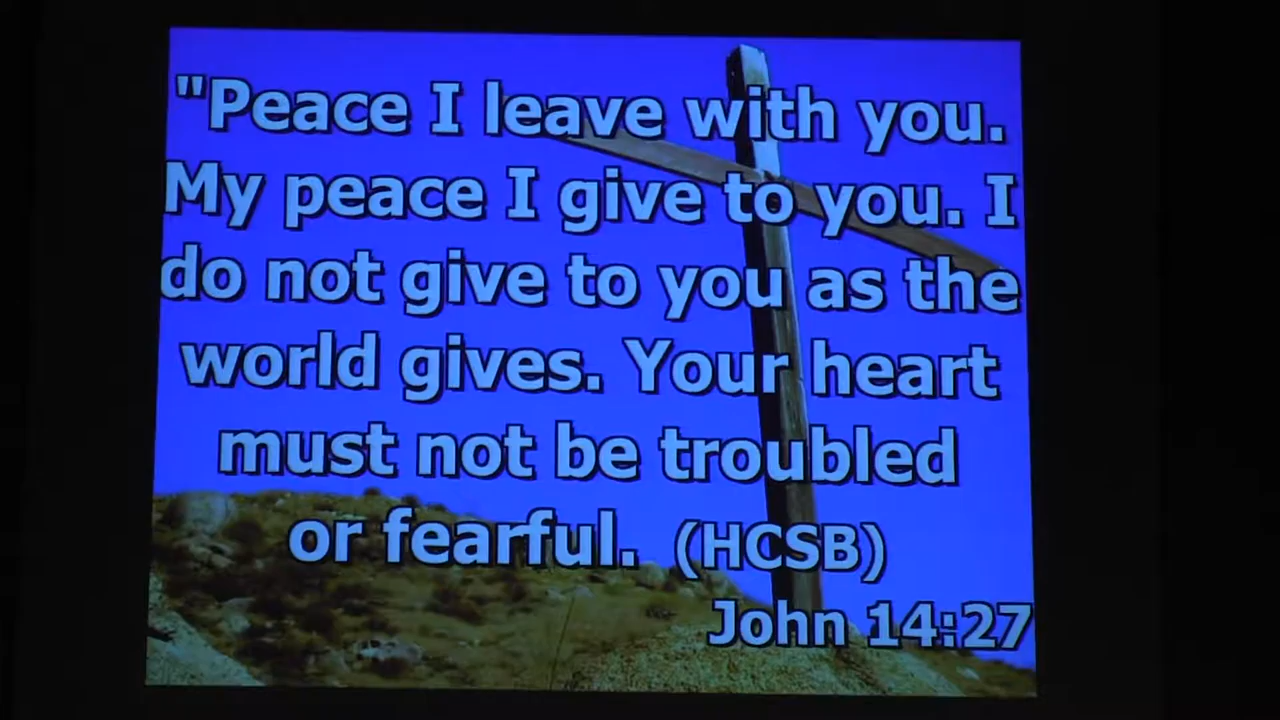 "Peace I leave with you.
My peace I give to you. I
do not give to you as the
world gives. Your heart
must not be troubled
or fearful. (HCSB)
John 14:27